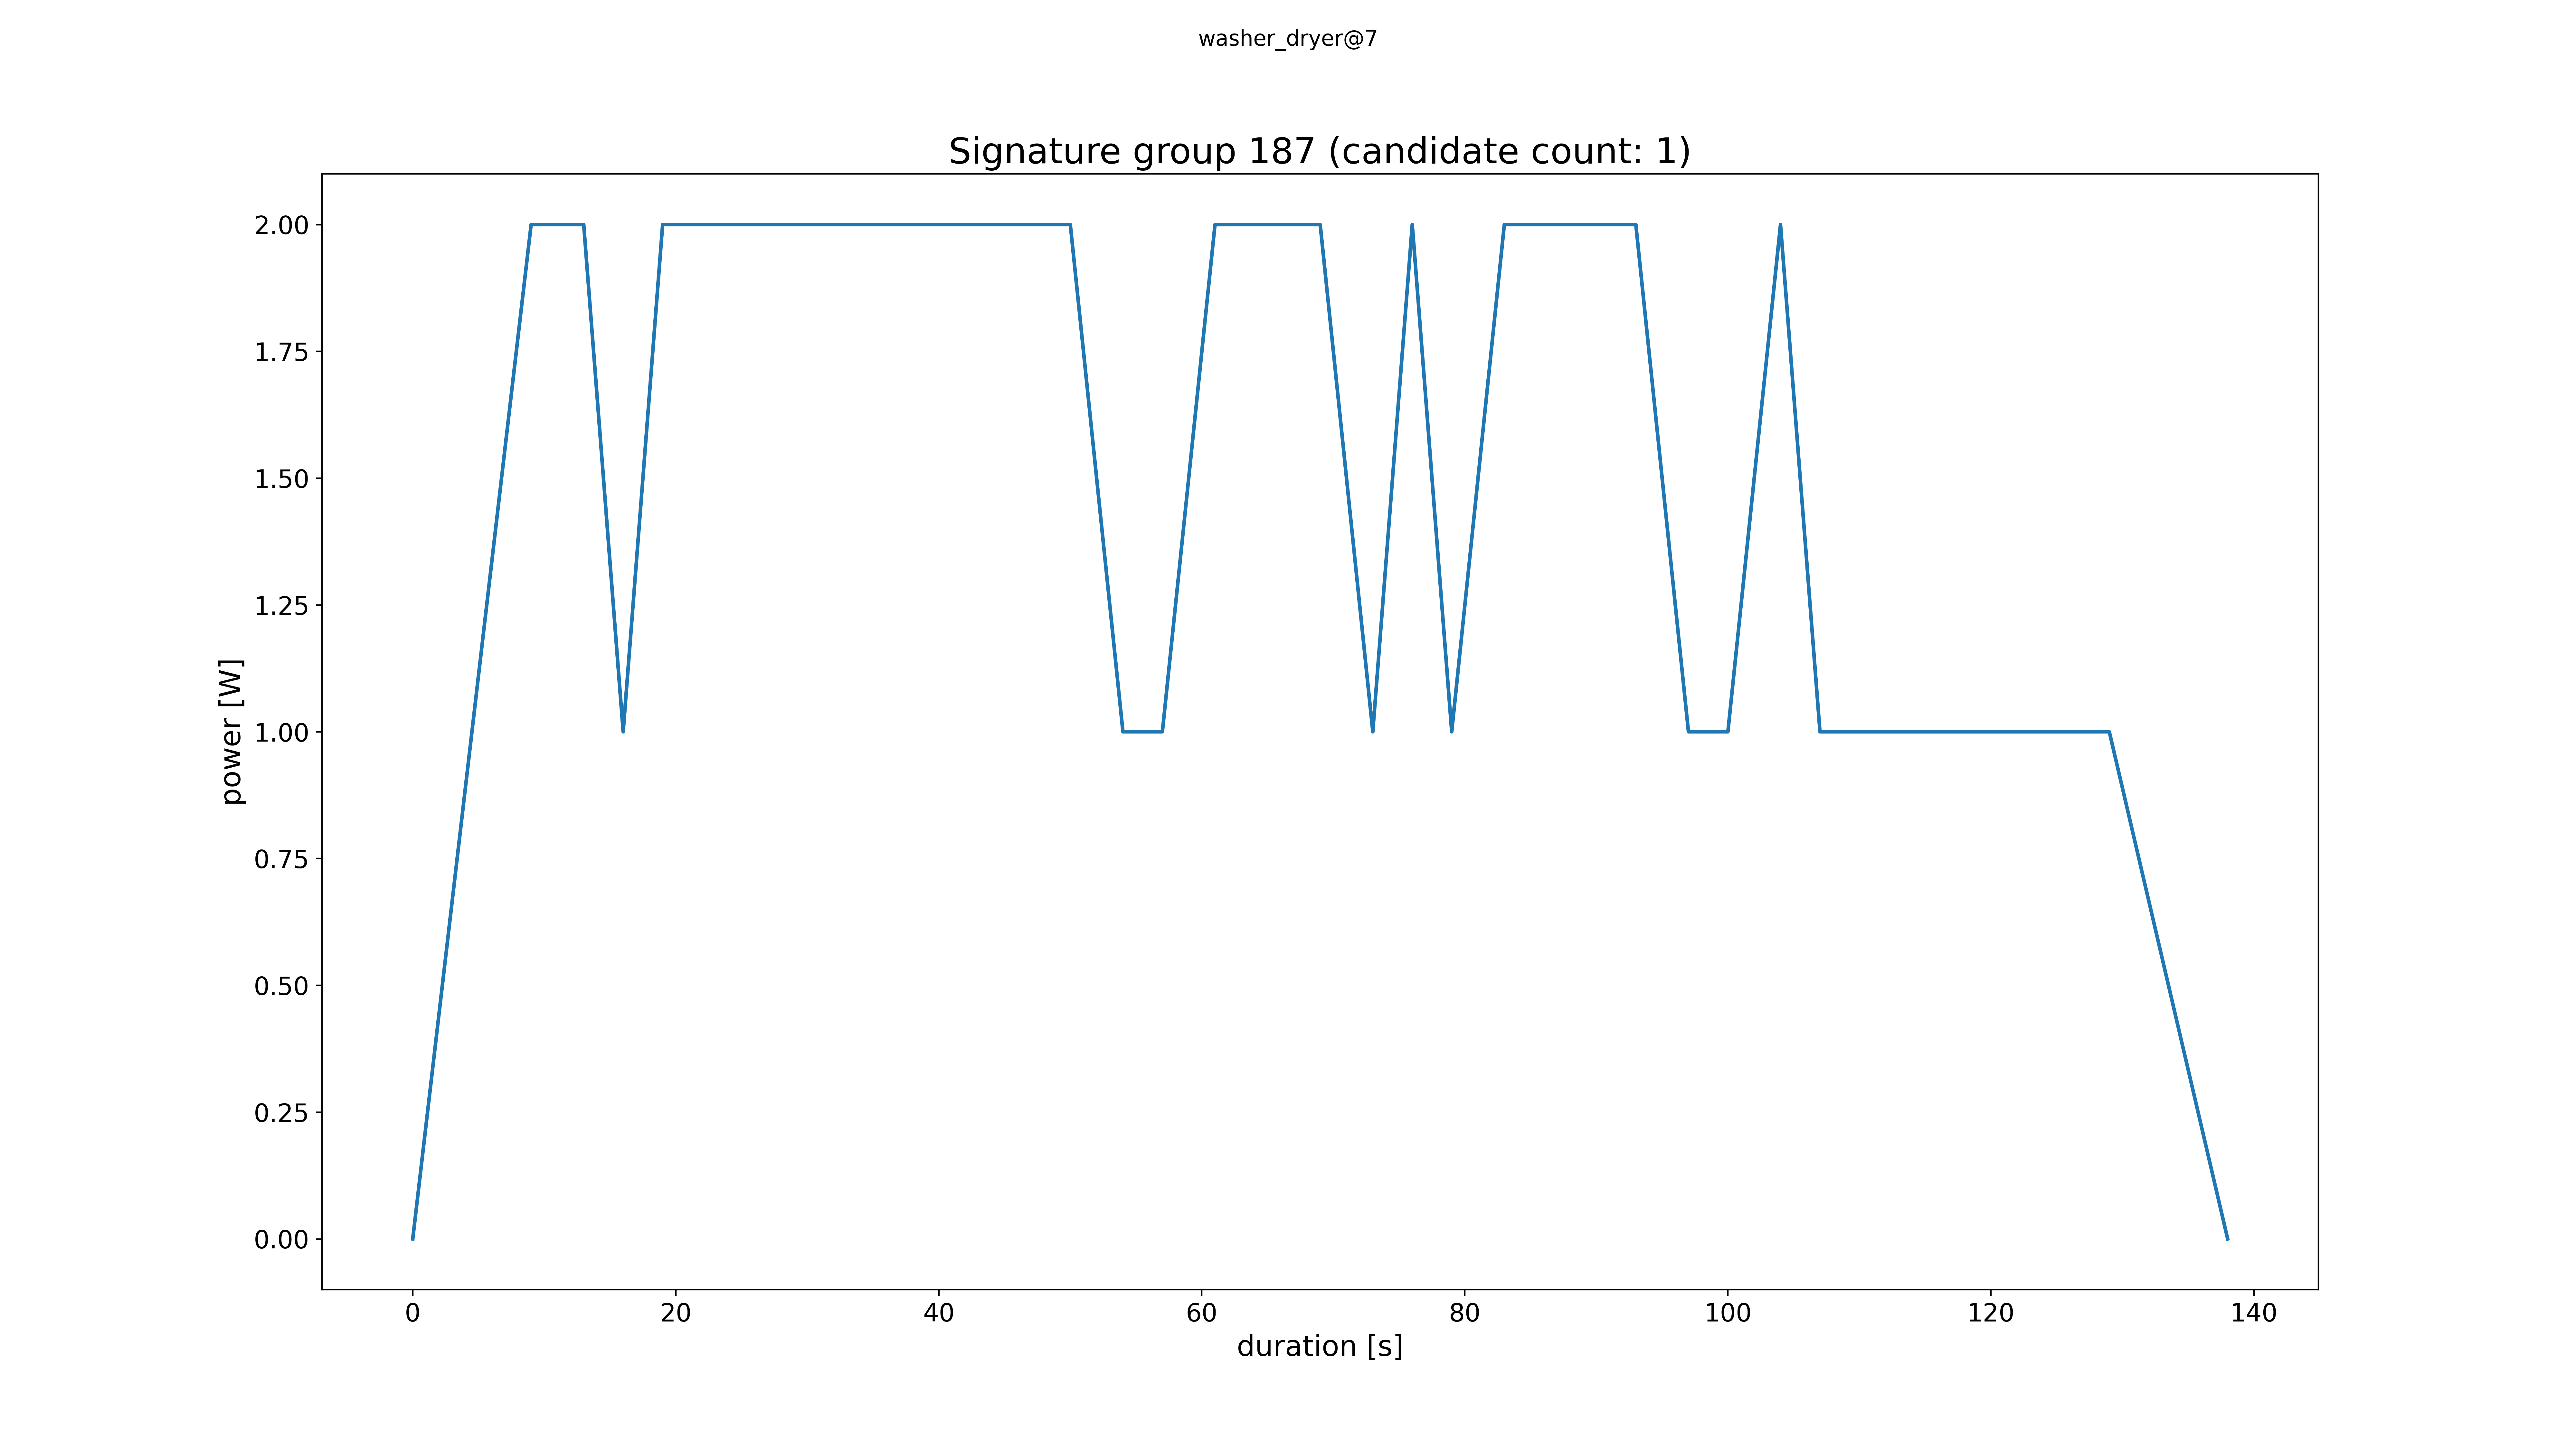 washer_dryer@7
Signature group 187 (candidate count: 1)
power [W]
2.00
1.75
1.50
1.25
1.00
0.75
0.50
0.25
0.00
0 20 40 60 80 100 120 140
duration [s]